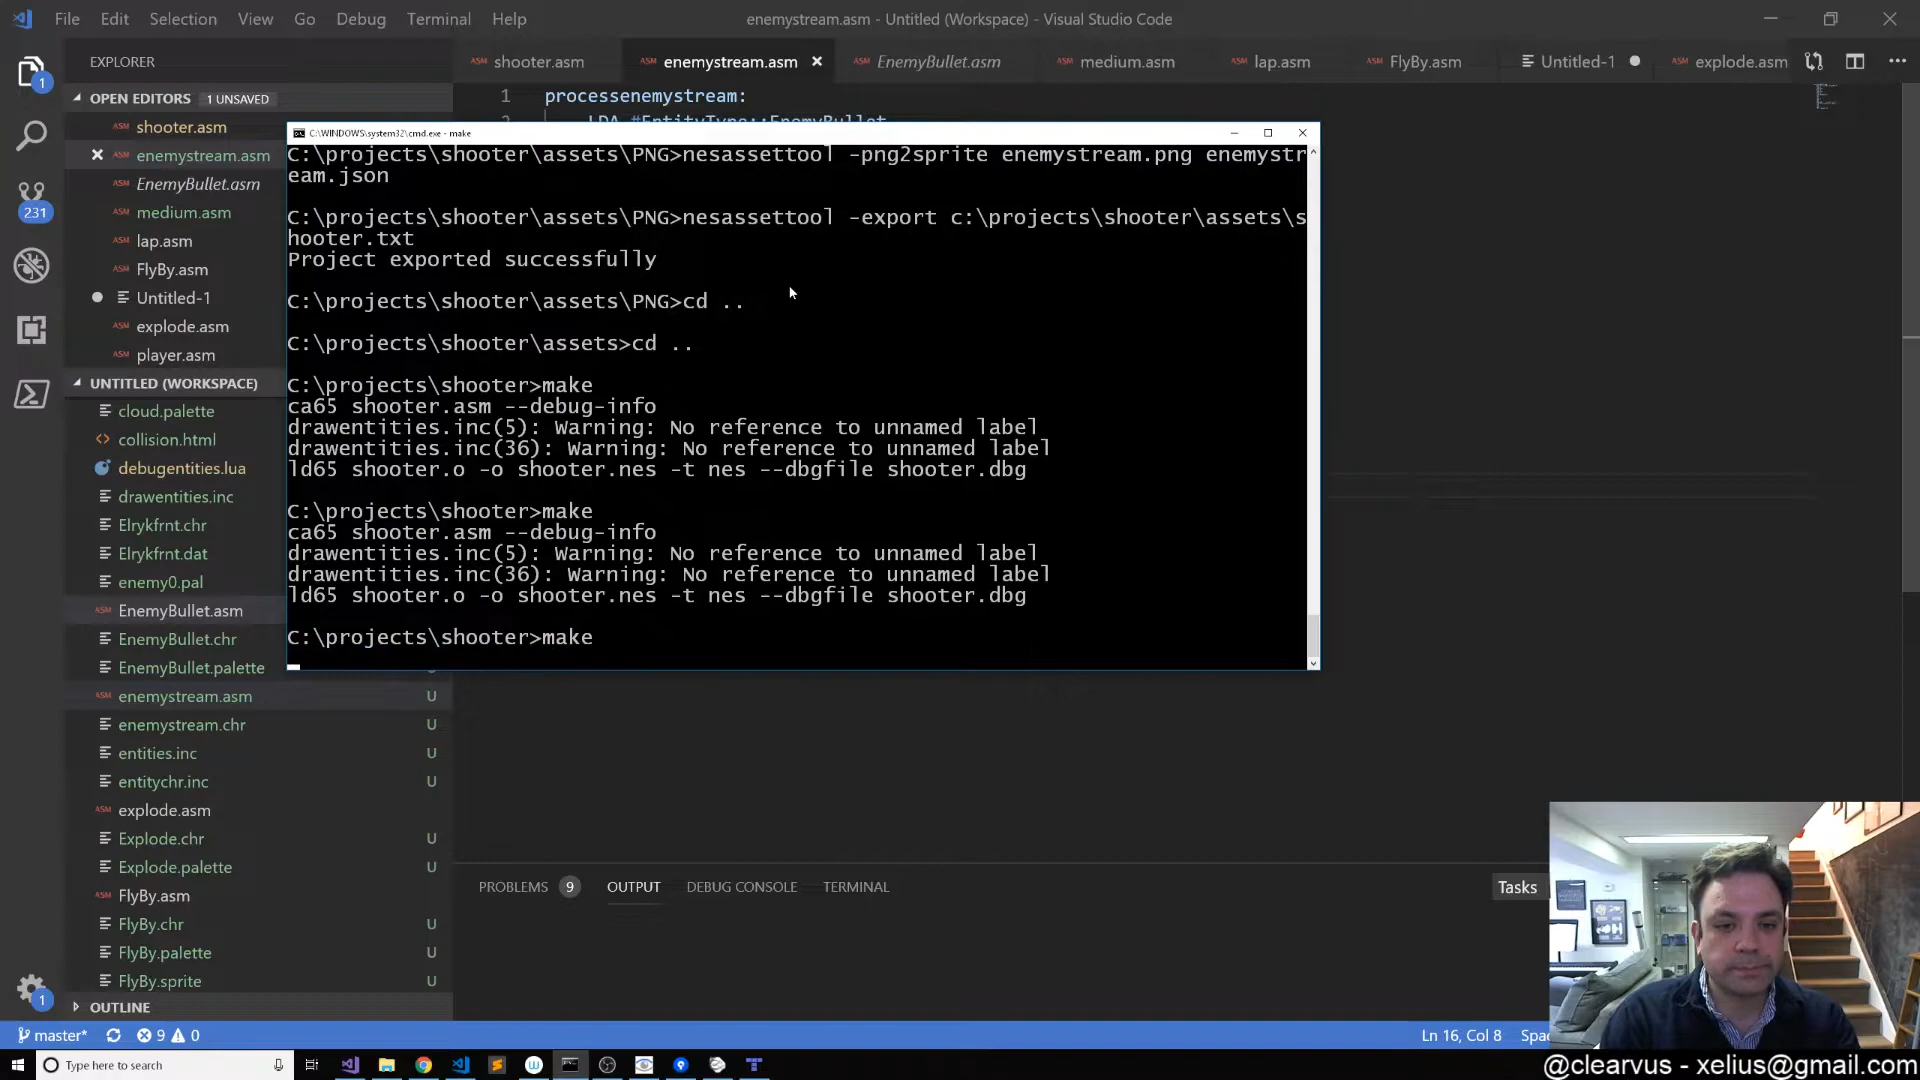 File Edit Selection View Go Debug Terminal Help
enemystream.asm - Untitled (Workspace) - Visual Studio Code
EXPLORER
shooter.asm enemystream.asm EnemyBullet.asm medium.asm lap.asm FlyBy.asm Untitled-1 explode.asm
OPEN EDITORS 1 UNSAVED
shooter.asm
enemystream.asm
EnemyBullet.asm
medium.asm
lap.asm
FlyBy.asm
Untitled-1
explode.asm
player.asm
UNTITLED (WORKSPACE)
cloud.palette
collision.html
debugentities.lua
drawentities.inc
Elrykfrnt.chr
Elrykfrnt.dat
enemy0.pal
EnemyBullet.asm
EnemyBullet.chr
EnemyBullet.palette
enemystream.asm U
enemystream.chr U
entities.inc U
entitychr.inc U
explode.asm
Explode.chr U
Explode.palette U
FlyBy.asm
FlyBy.chr U
FlyBy.palette U
FlyBy.sprite U
OUTLINE
1
231
1
1 processenemystream:
2 LDA #EntityType::EnemyBullet
C:\WINDOWS\system32\cmd.exe - make
C:\projects\shooter\assets\PNG>nesassettool -png2sprite enemystream.png enemystr
eam.json
C:\projects\shooter\assets\PNG>nesassettool -export c:\projects\shooter\assets\s
hooter.txt
Project exported successfully
C:\projects\shooter\assets\PNG>cd ..
C:\projects\shooter\assets>cd ..
C:\projects\shooter>make
ca65 shooter.asm --debug-info
drawentities.inc(5): Warning: No reference to unnamed label
drawentities.inc(36): Warning: No reference to unnamed label
ld65 shooter.o -o shooter.nes -t nes --dbgfile shooter.dbg
C:\projects\shooter>make
ca65 shooter.asm --debug-info
drawentities.inc(5): Warning: No reference to unnamed label
drawentities.inc(36): Warning: No reference to unnamed label
ld65 shooter.o -o shooter.nes -t nes --dbgfile shooter.dbg
C:\projects\shooter>make
PROBLEMS 9 OUTPUT DEBUG CONSOLE TERMINAL
Tasks
master* 9 0
Ln 16, Col 8 Spac
Type here to search
@clearvus - xelius@gmail.com